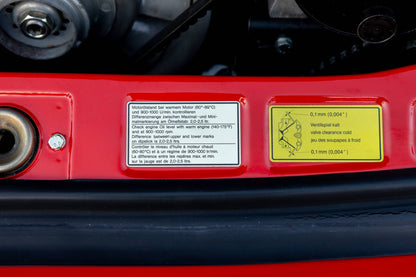 Motorölstand bei warmem Motor (60°-80°C)
und 900-1000 U/min. kontrollieren
Differenzmenge zwischen Maximal- und Mini-
malmarkierung am Ölmeßstab: 2,0-2,5 ltr.
Check engine Oil level with warm engine (140-175°F)
and at 900-1000 rpm.
Difference between upper and lower marks
on dipstick is 2,0-2,5 ltrs.
Contrôler le niveau d'huile à moteur chaud
(60-80°C) et à un régime de 900-1000 tr/min.
La différence entre les repères max. et min.
sur la jauge est de 2,0-2,5 ltrs.
0,1 mm (0,004")
Ventilspiel kalt
valve clearance cold
jeu des soupapes à froid
0,1 mm (0,004")